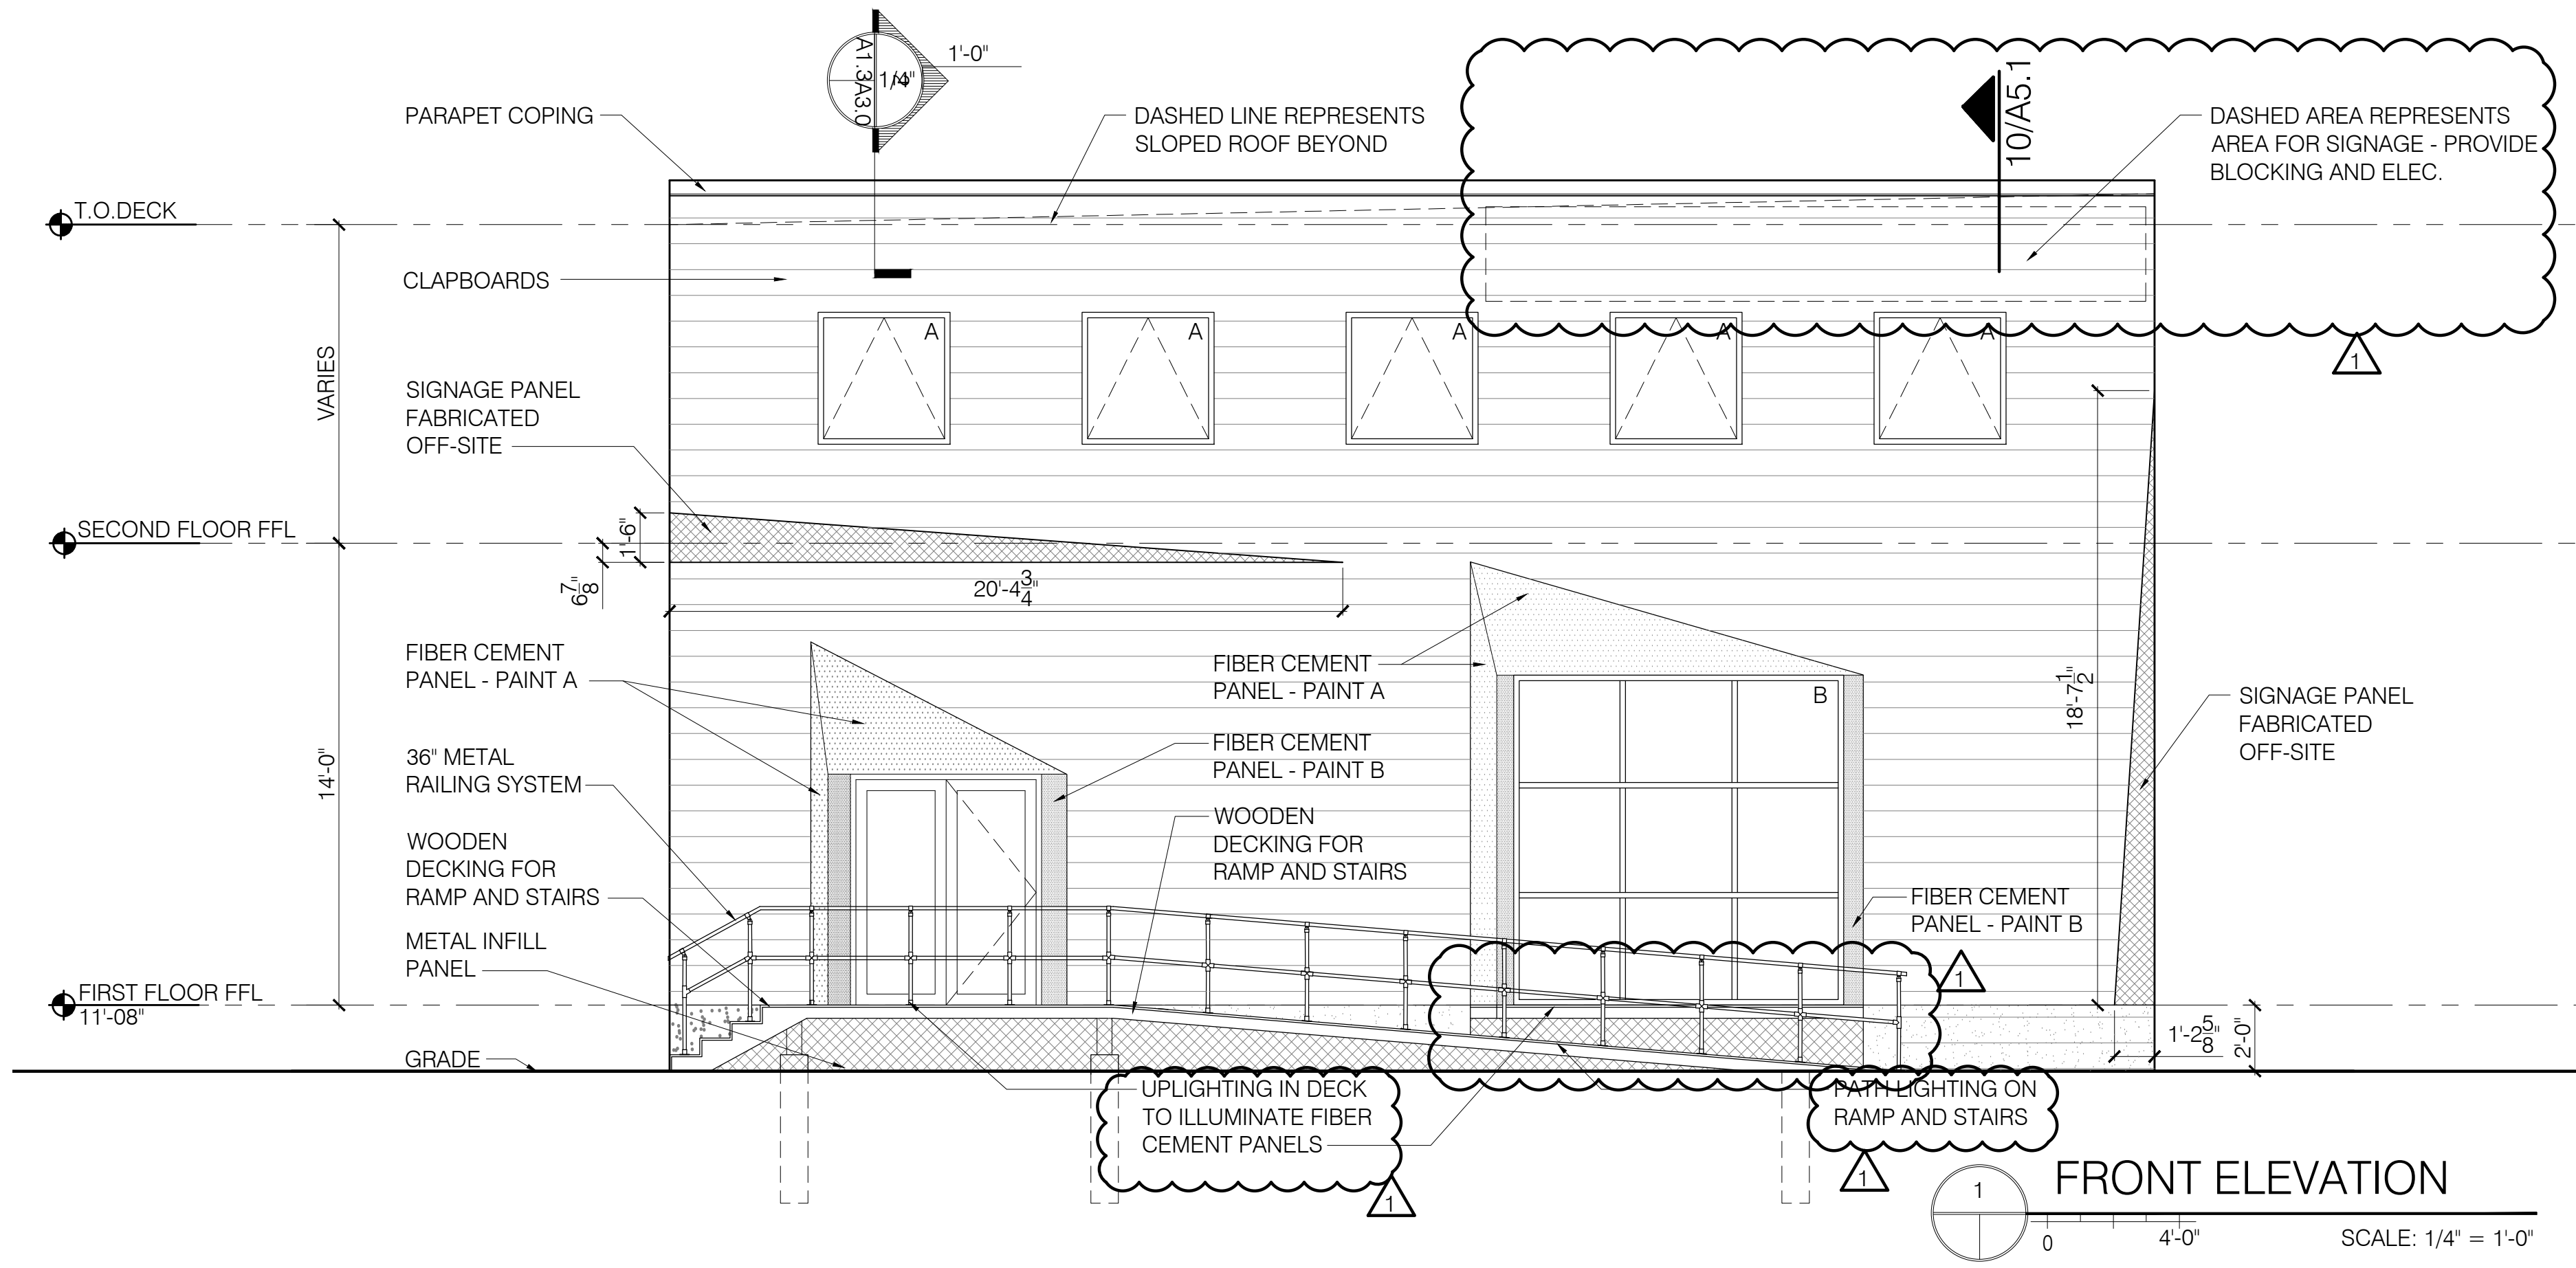 A1.3
A3.0
1/4"
1'-0"
10/A5.1
PARAPET COPING
DASHED LINE REPRESENTS
SLOPED ROOF BEYOND
DASHED AREA REPRESENTS
AREA FOR SIGNAGE - PROVIDE
BLOCKING AND ELEC.
T.O.DECK
CLAPBOARDS
A
A
A
A
A
1
VARIES
SIGNAGE PANEL
FABRICATED
OFF-SITE
SECOND FLOOR FFL
1'-6"
6 7/8"
20'-4 3/4"
FIBER CEMENT
PANEL - PAINT A
FIBER CEMENT
PANEL - PAINT A
B
18'-7 1/2"
SIGNAGE PANEL
FABRICATED
OFF-SITE
14'-0"
36" METAL
RAILING SYSTEM
FIBER CEMENT
PANEL - PAINT B
WOODEN
DECKING FOR
RAMP AND STAIRS
WOODEN
DECKING FOR
RAMP AND STAIRS
FIBER CEMENT
PANEL - PAINT B
METAL INFILL
PANEL
1
FIRST FLOOR FFL
11'-08"
1'-2 5/8"
2'-0"
GRADE
UPLIGHTING IN DECK
TO ILLUMINATE FIBER
CEMENT PANELS
1
PATH LIGHTING ON
RAMP AND STAIRS
1
1
FRONT ELEVATION
0
4'-0"
SCALE: 1/4" = 1'-0"